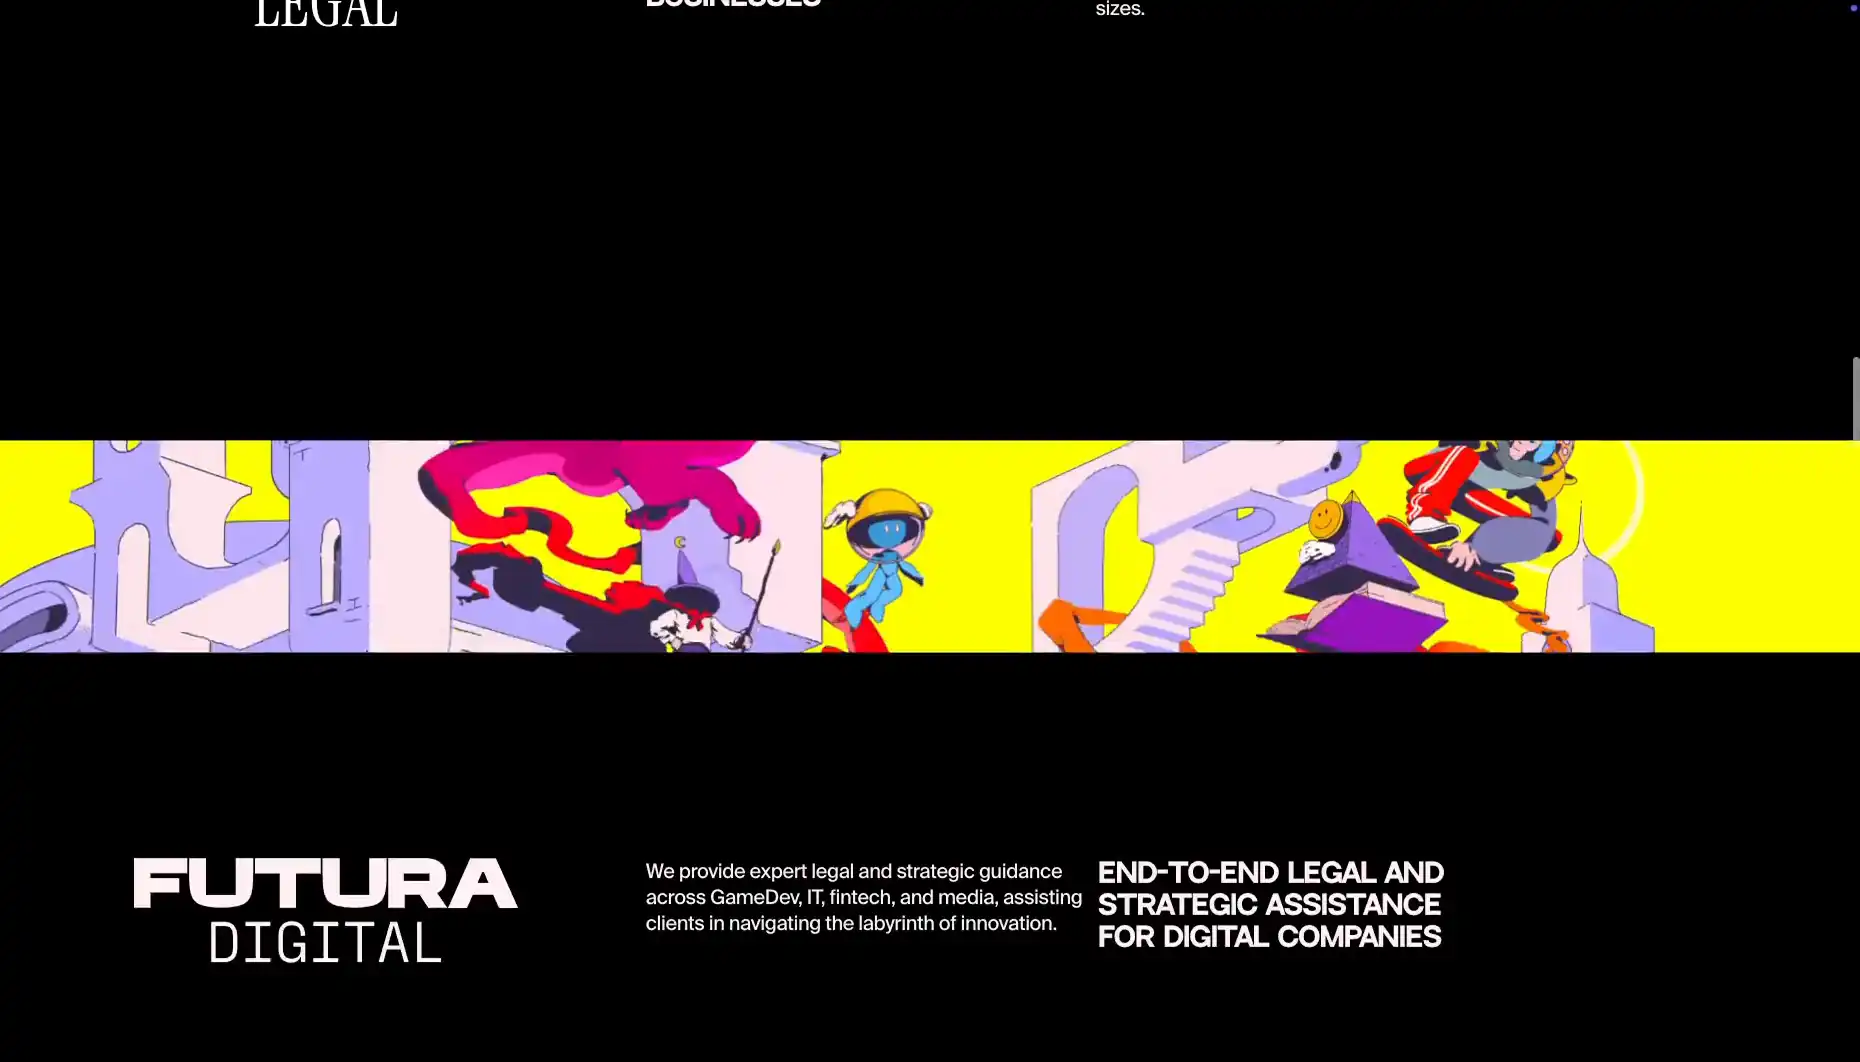 LEGAL
BUSINESSES
sizes.
FUTURA
DIGITAL
We provide expert legal and strategic guidance
across GameDev, IT, fintech, and media, assisting
clients in navigating the labyrinth of innovation.
END-TO-END LEGAL AND
STRATEGIC ASSISTANCE
FOR DIGITAL COMPANIES